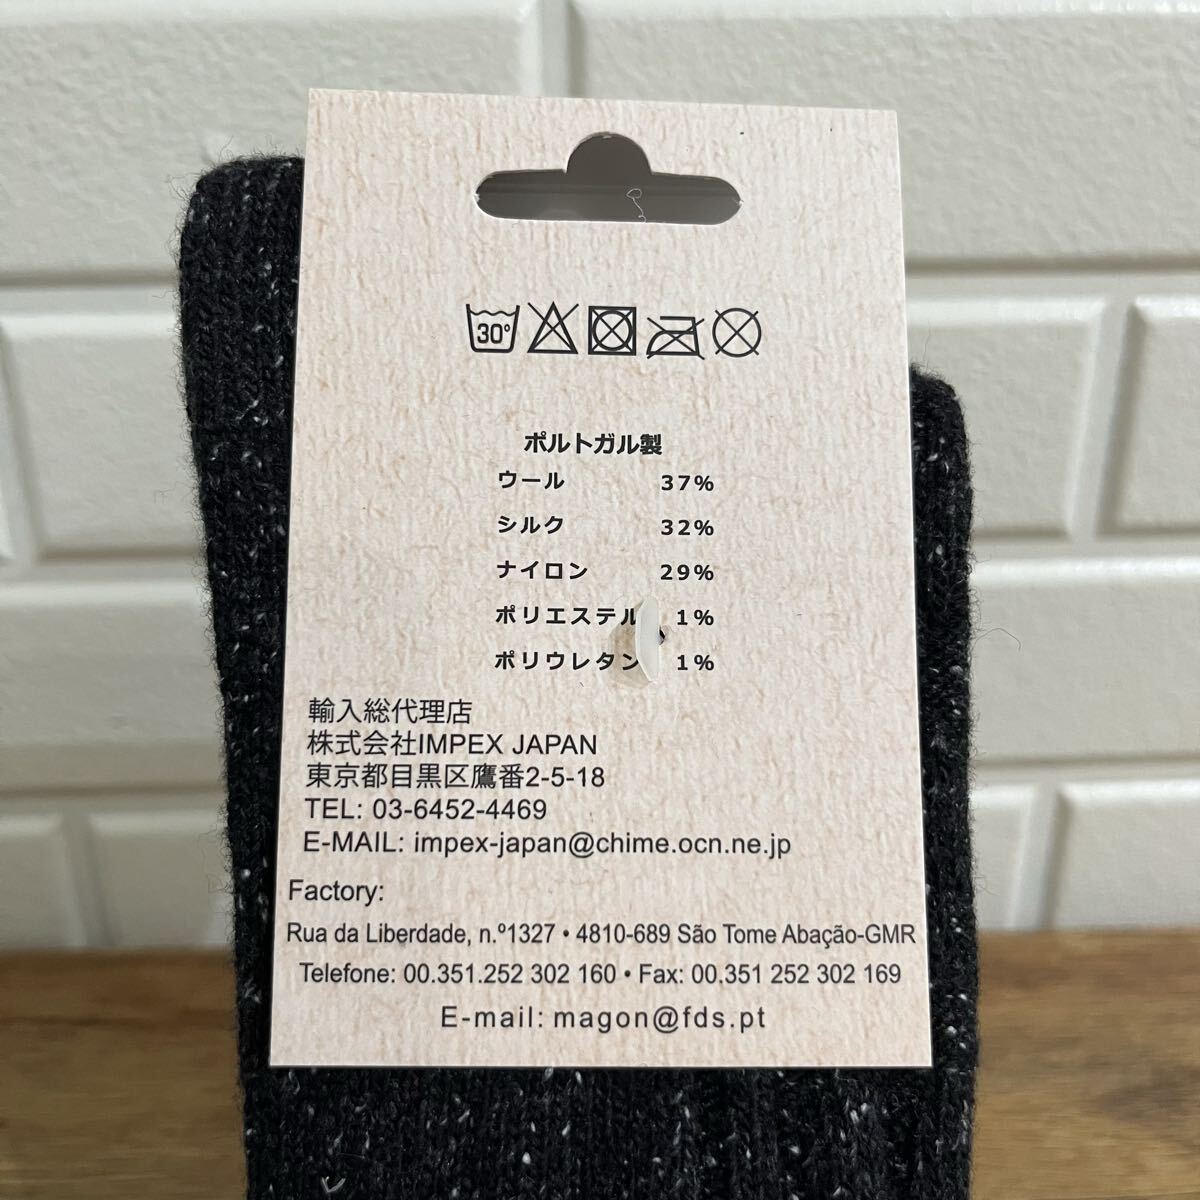 30°
ポルトガル製
ウール 37%
シルク 32%
ナイロン 29%
ポリエステル 1%
ポリウレタン 1%
輸入総代理店
株式会社IMPEX JAPAN
東京都目黒区鷹番2-5-18
TEL: 03-6452-4469
E-MAIL: impex-japan@chime.ocn.ne.jp
Factory:
Rua da Liberdade, n.º1327 • 4810-689 São Tome Abação-GMR
Telefone: 00.351.252 302 160 • Fax: 00.351 252 302 169
E-mail: magon@fds.pt